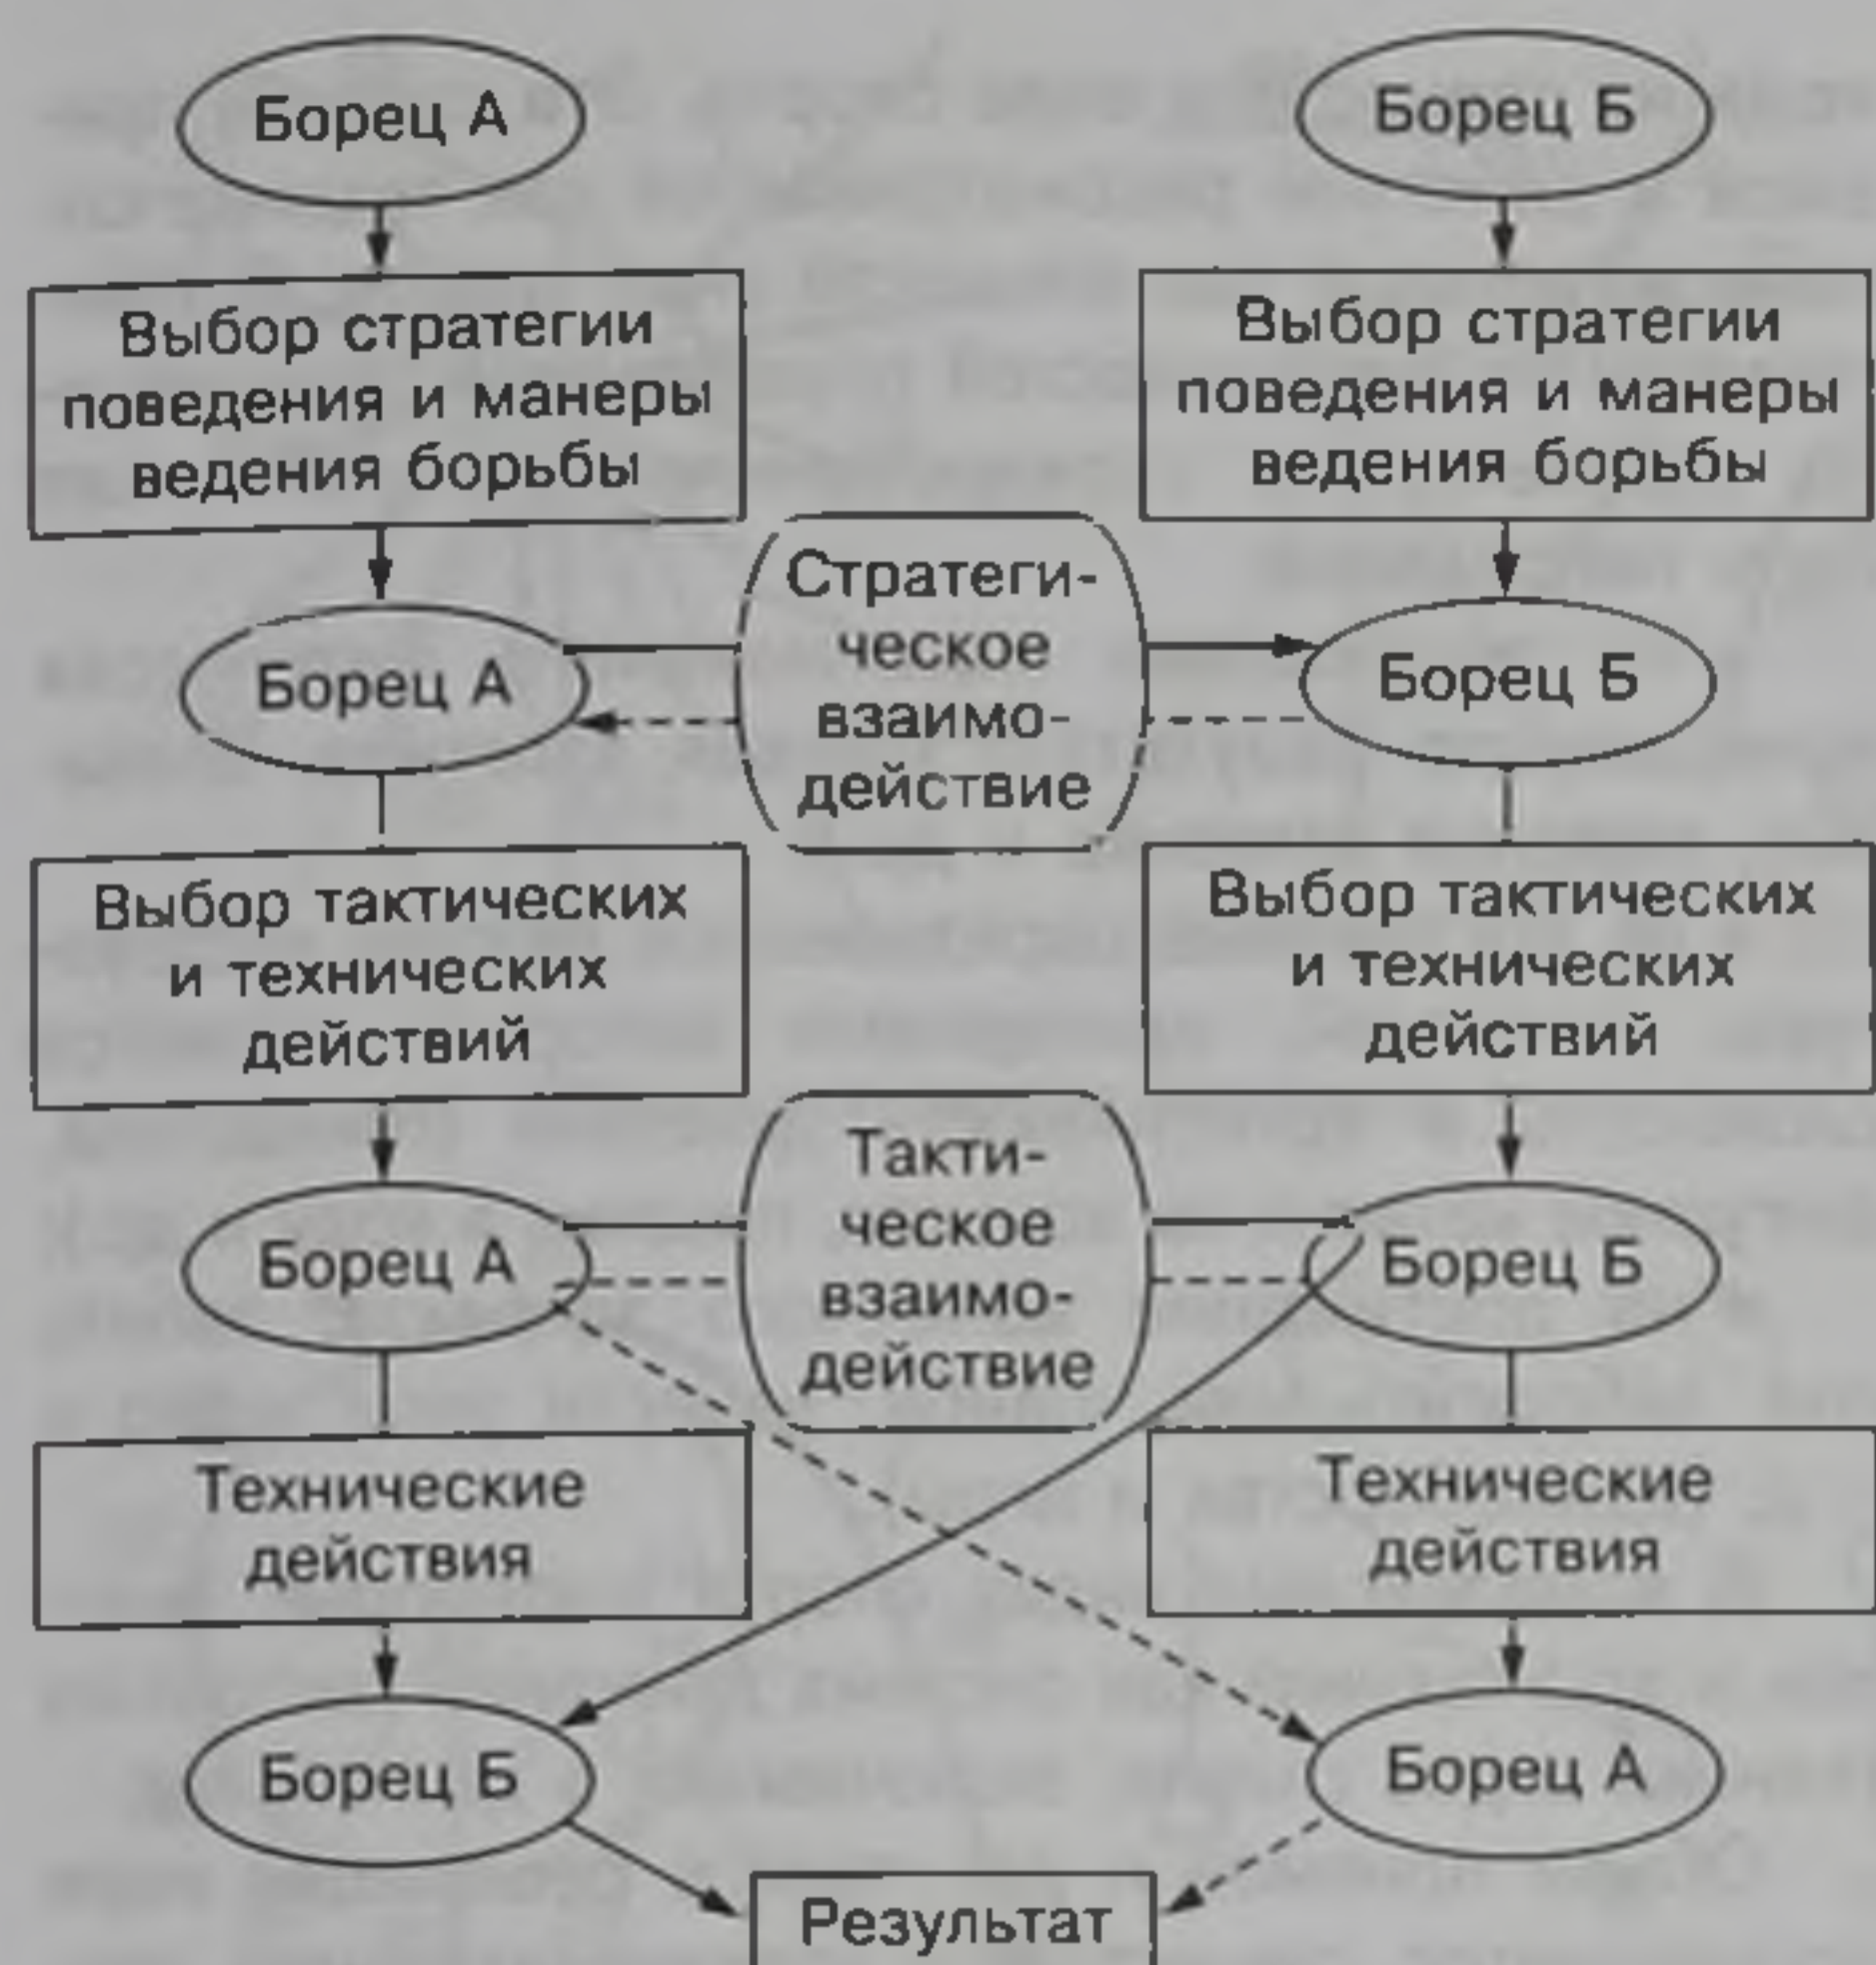 Борец А
Борец Б
Выбор стратегии
поведения и манеры
ведения борьбы
Выбор стратегии
поведения и манеры
ведения борьбы
Стратеги-
ческое
взаимо-
действие
Борец А
Борец Б
Выбор тактических
и технических
действий
Выбор тактических
и технических
действий
Такти-
ческое
взаимо-
действие
Борец А
Борец Б
Технические
действия
Технические
действия
Борец Б
Борец А
Результат